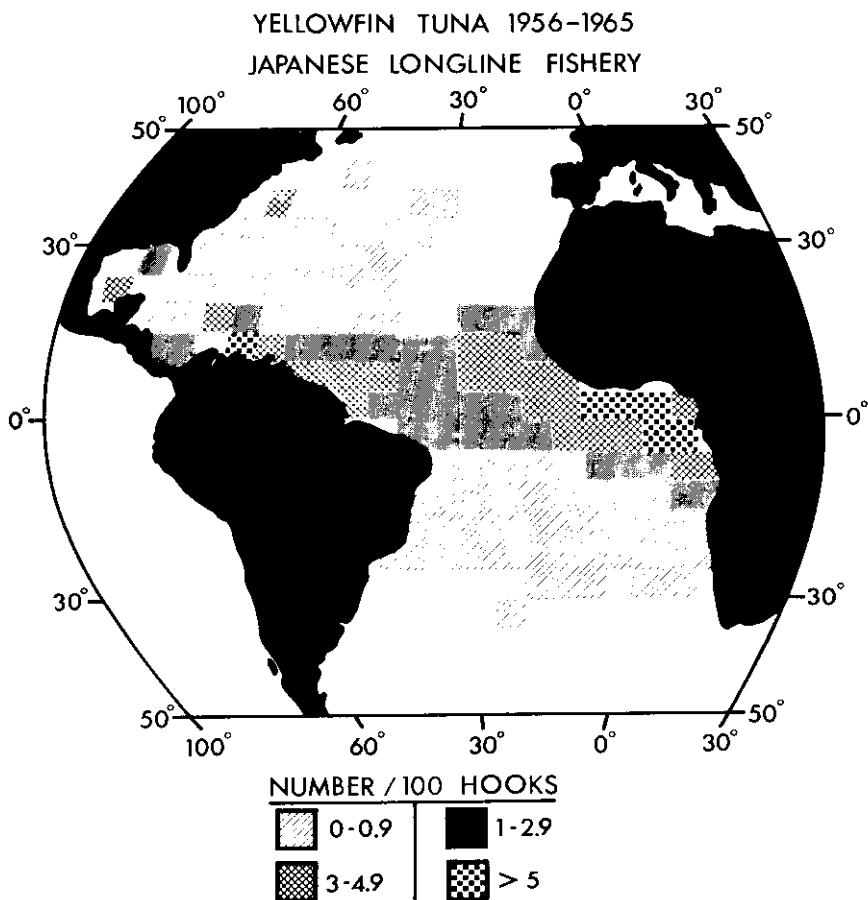 YELLOWFIN TUNA 1956-1965
JAPANESE LONGLINE FISHERY
100° 60° 30° 0° 30°
50° 50°
30° 30°
0° 0°
30° 30°
50° 50°
100° 60° 30° 0° 30°
NUMBER / 100 HOOKS
0-0.9 1-2.9
3-4.9 > 5